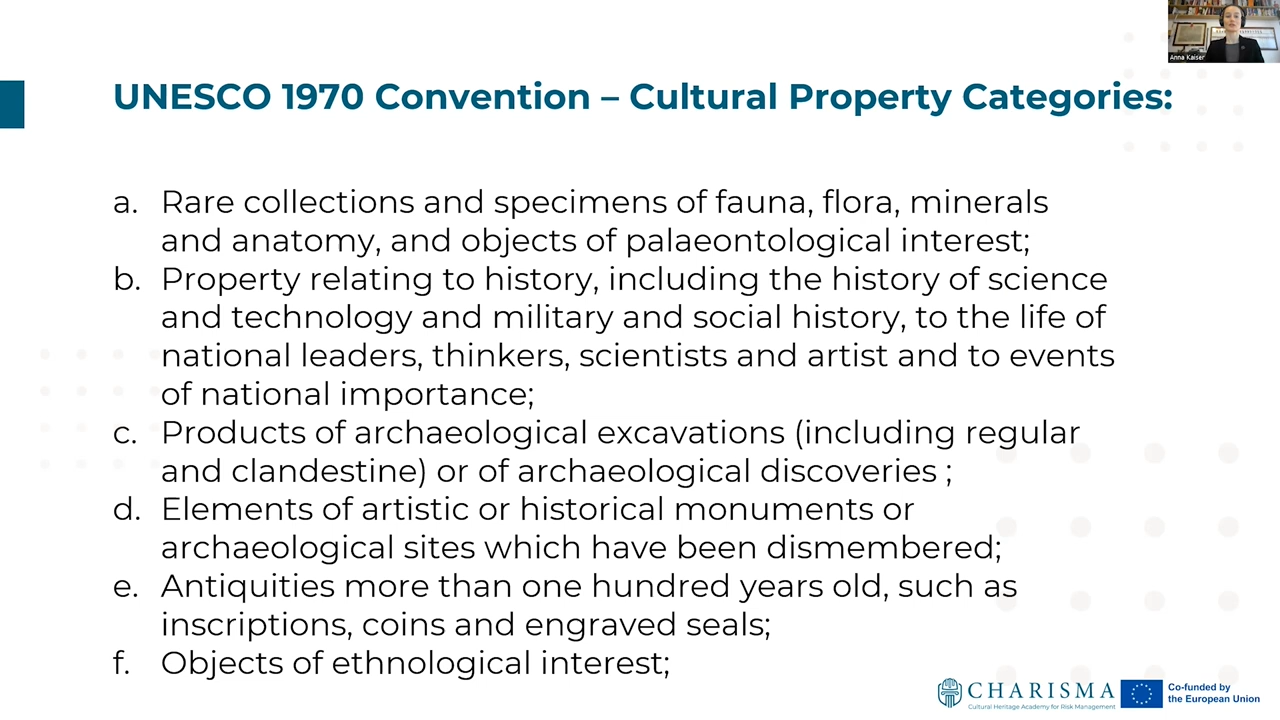 Anna Kaiser
UNESCO 1970 Convention – Cultural Property Categories:
a. Rare collections and specimens of fauna, flora, minerals
and anatomy, and objects of palaeontological interest;
b. Property relating to history, including the history of science
and technology and military and social history, to the life of
national leaders, thinkers, scientists and artist and to events
of national importance;
c. Products of archaeological excavations (including regular
and clandestine) or of archaeological discoveries ;
d. Elements of artistic or historical monuments or
archaeological sites which have been dismembered;
e. Antiquities more than one hundred years old, such as
inscriptions, coins and engraved seals;
f. Objects of ethnological interest;
CHARISMA
Cultural Heritage Academy for Risk Management
Co-funded by
the European Union